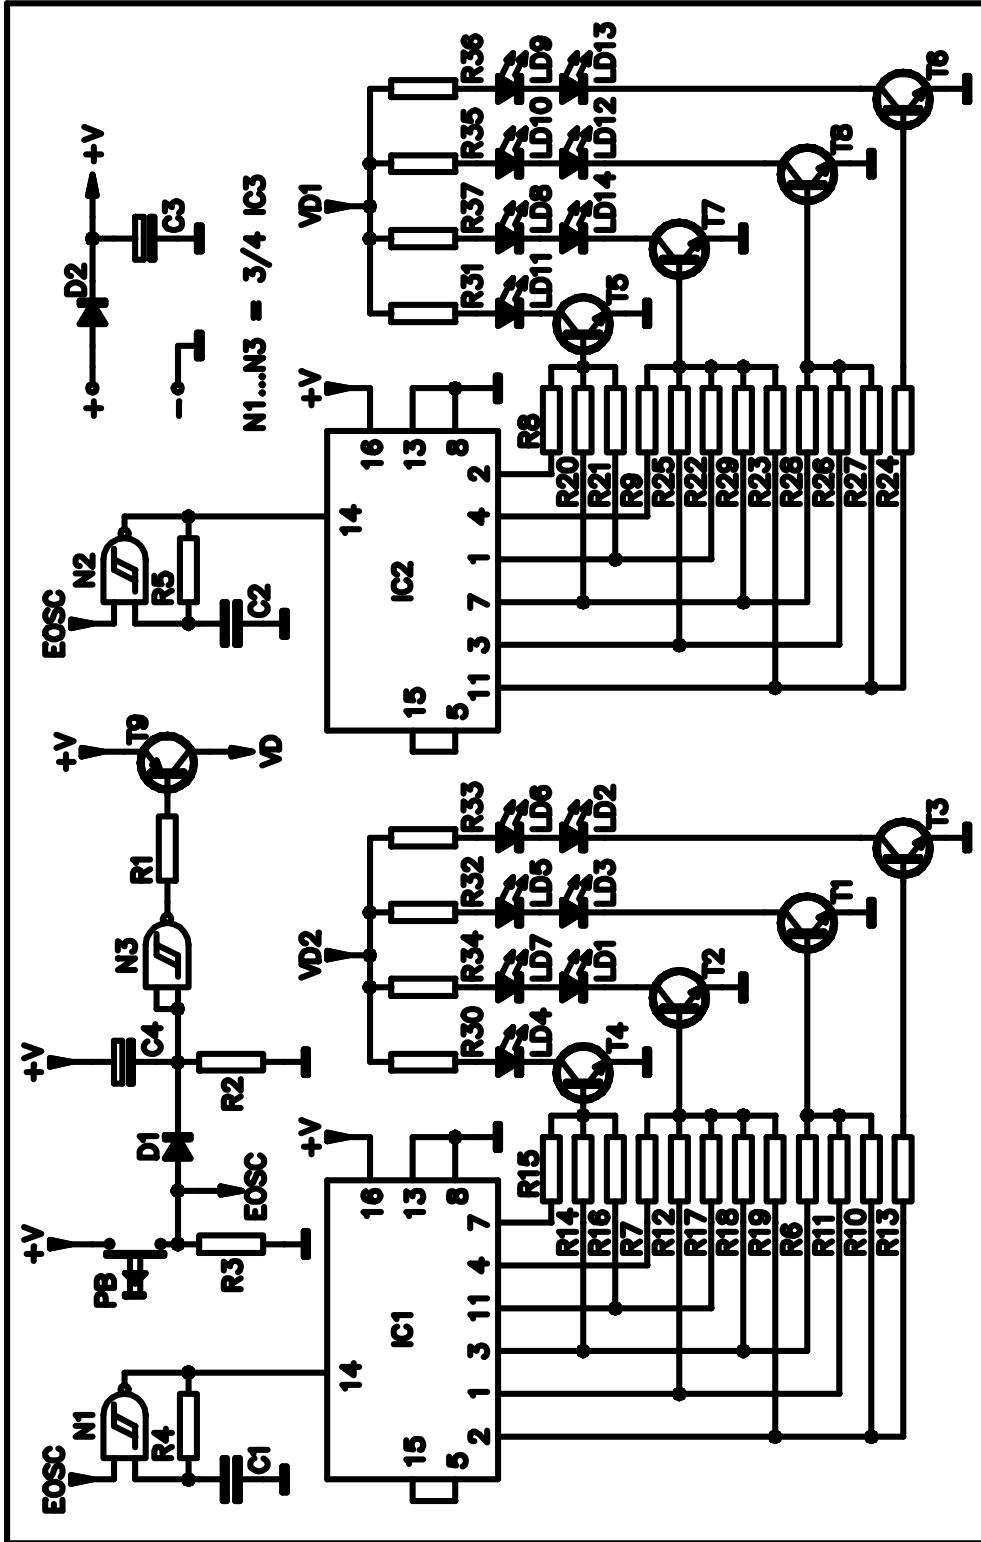 EOSC
N1
R4
C1
+V
PB
R3
EOSC
D1
+V
C4
R2
N3
R1
+V
T9
VD
EOSC
N2
R5
C2
+
-
D2
+V
C3
N1...N3 = 3/4 IC3
IC1
14
15
5
16
13
8
+V
2
1
3
11
4
7
R15
R14
R16
R7
R12
R17
R18
R19
R6
R11
R10
R13
VD2
R30
R34
R32
R33
LD4
LD7
LD5
LD6
LD1
LD3
LD2
T4
T2
T1
T3
IC2
14
15
5
16
13
8
+V
11
3
7
1
4
2
R8
R20
R21
R9
R25
R22
R29
R23
R28
R26
R27
R24
VD1
R31
R37
R35
R36
LD11
LD8
LD10
LD9
LD14
LD12
LD13
T5
T7
T8
T6